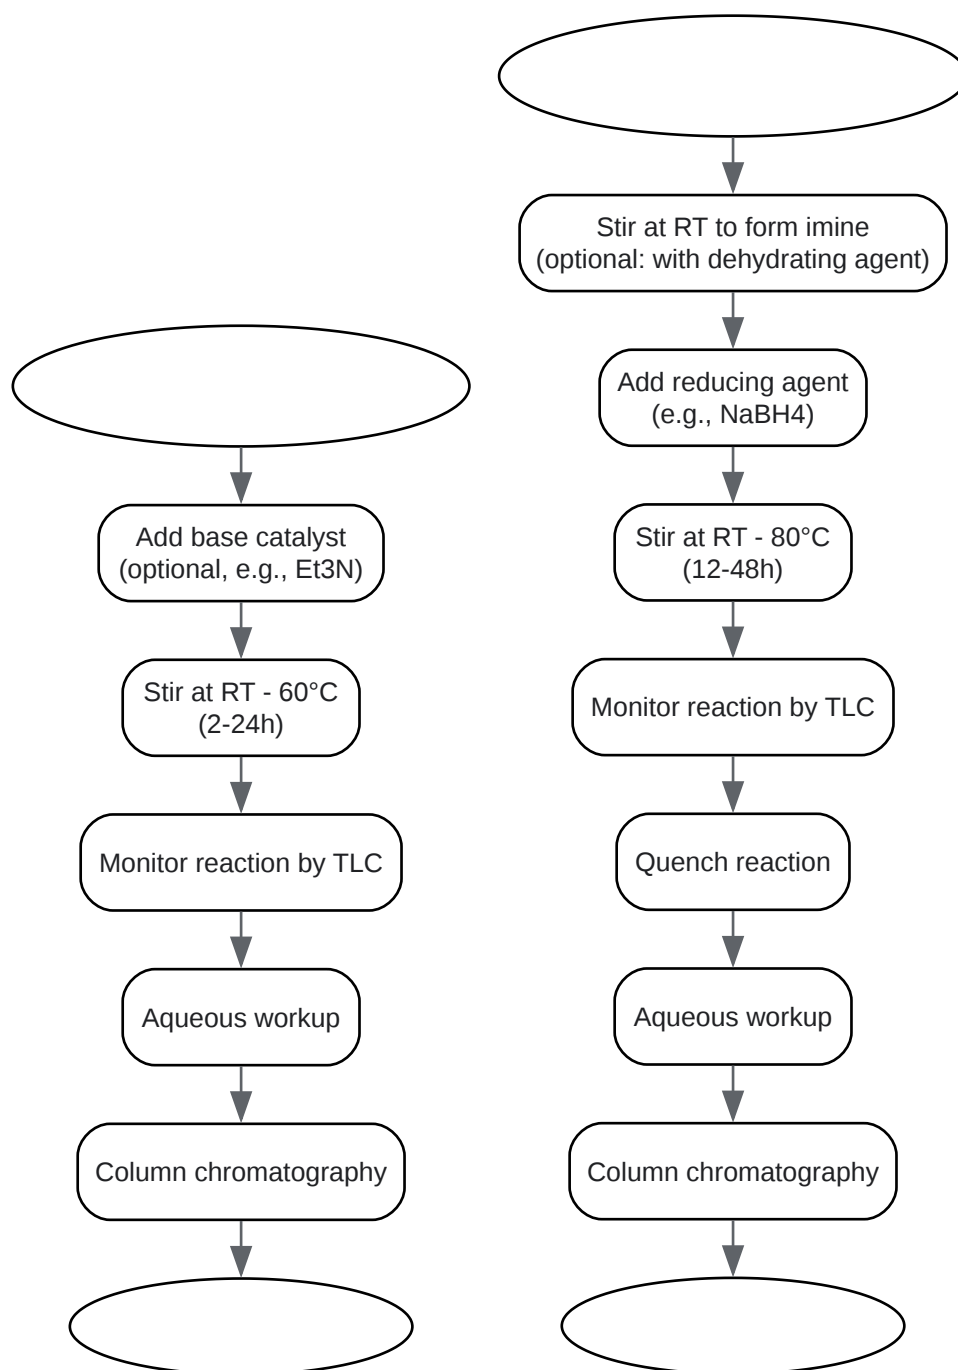 Add base catalyst
(optional, e.g., Et3N)
Stir at RT - 60°C
(2-24h)
Monitor reaction by TLC
Aqueous workup
Column chromatography
Stir at RT to form imine
(optional: with dehydrating agent)
Add reducing agent
(e.g., NaBH4)
Stir at RT - 80°C
(12-48h)
Monitor reaction by TLC
Quench reaction
Aqueous workup
Column chromatography